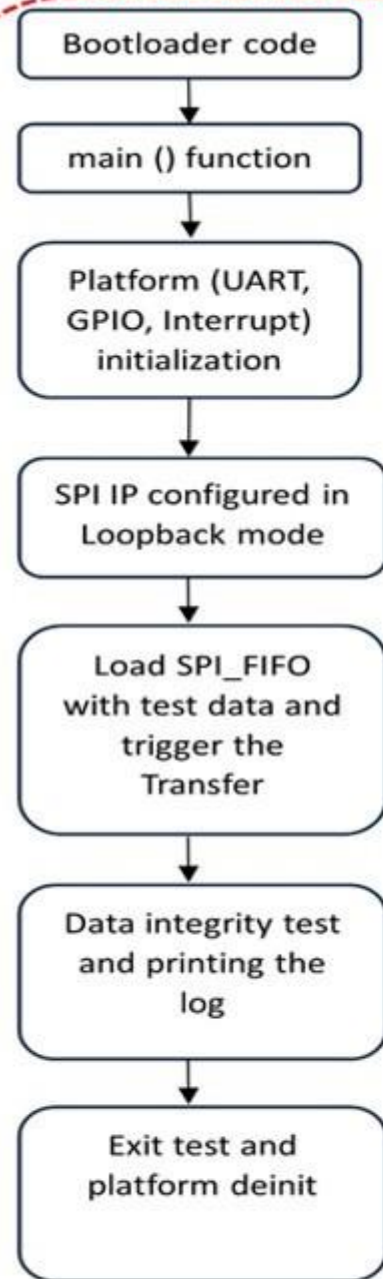 Bootloader code
main () function
Platform (UART,
GPIO, Interrupt)
initialization
SPI IP configured in
Loopback mode
Load SPI_FIFO
with test data and
trigger the
Transfer
Data integrity test
and printing the
log
Exit test and
platform deinit